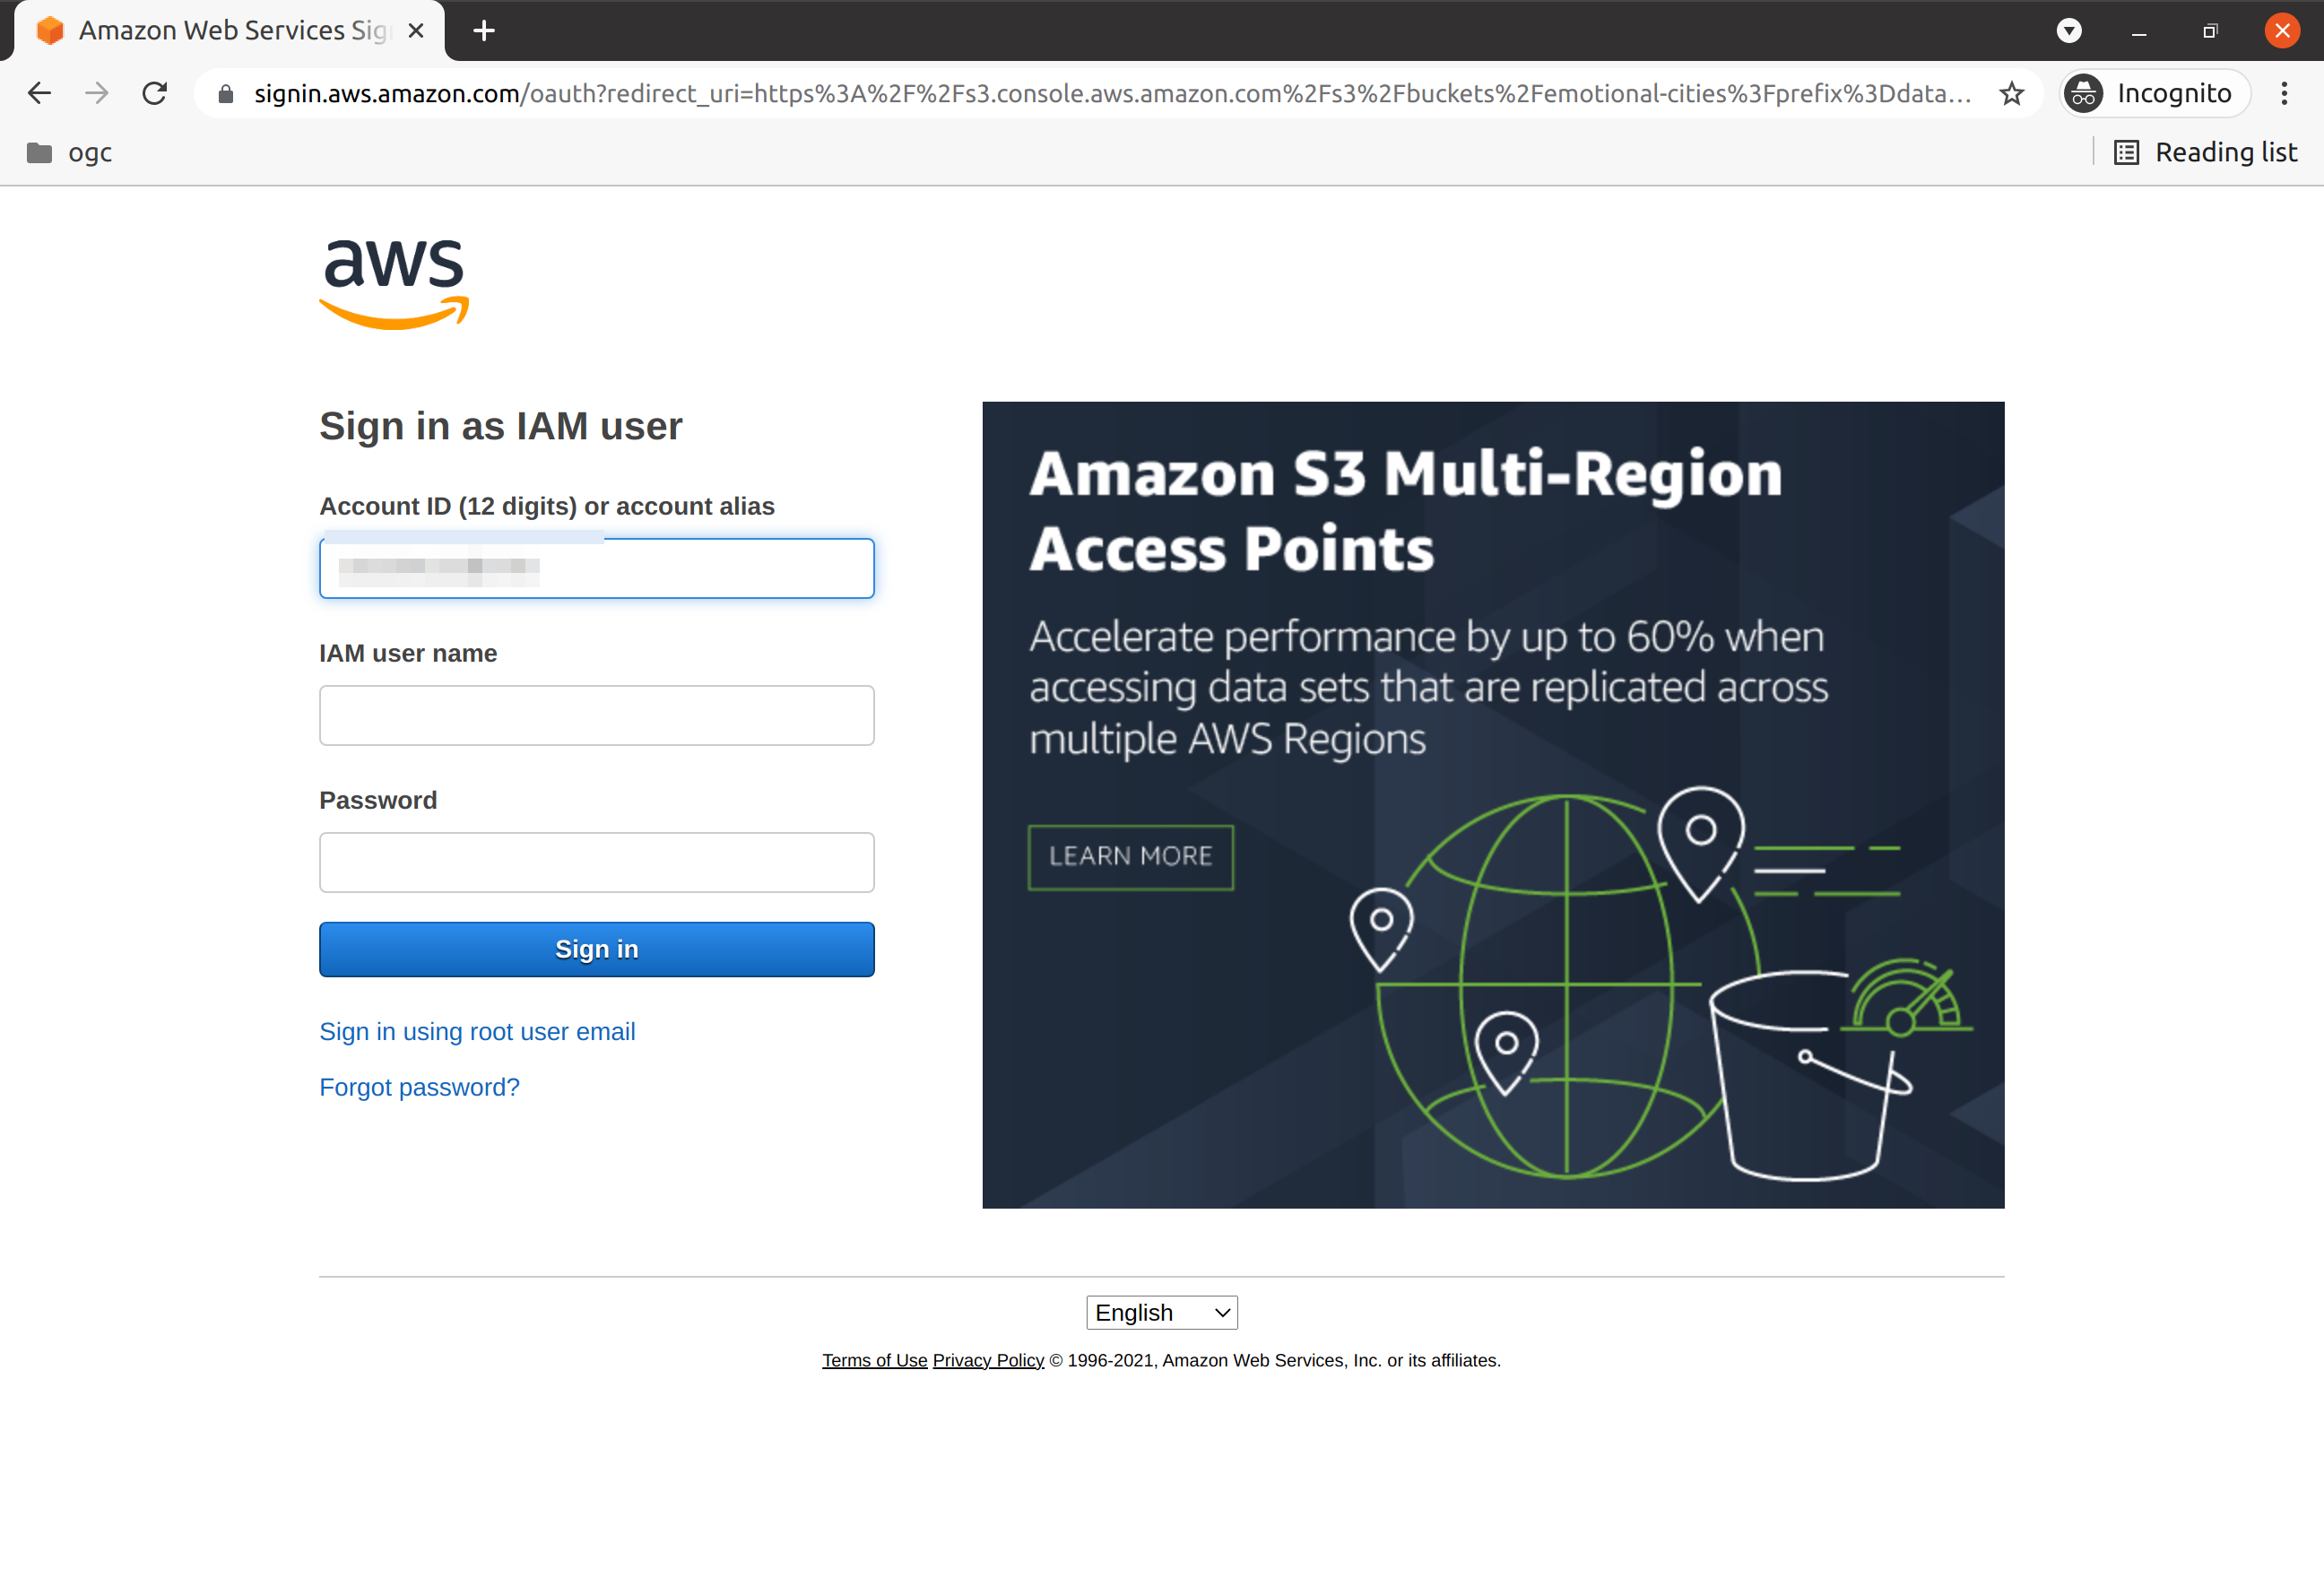 Amazon Web Services Sig
signin.aws.amazon.com/oauth?redirect_uri=https%3A%2F%2Fs3.console.aws.amazon.com%2Fs3%2Fbuckets%2Femotional-cities%3Fprefix%3Ddata...
Incognito
ogc
Reading list
aws
Sign in as IAM user
Account ID (12 digits) or account alias
IAM user name
Password
Sign in
Sign in using root user email
Forgot password?
Amazon S3 Multi-Region
Access Points
Accelerate performance by up to 60% when
accessing data sets that are replicated across
multiple AWS Regions
LEARN MORE
English
Terms of Use Privacy Policy © 1996-2021, Amazon Web Services, Inc. or its affiliates.